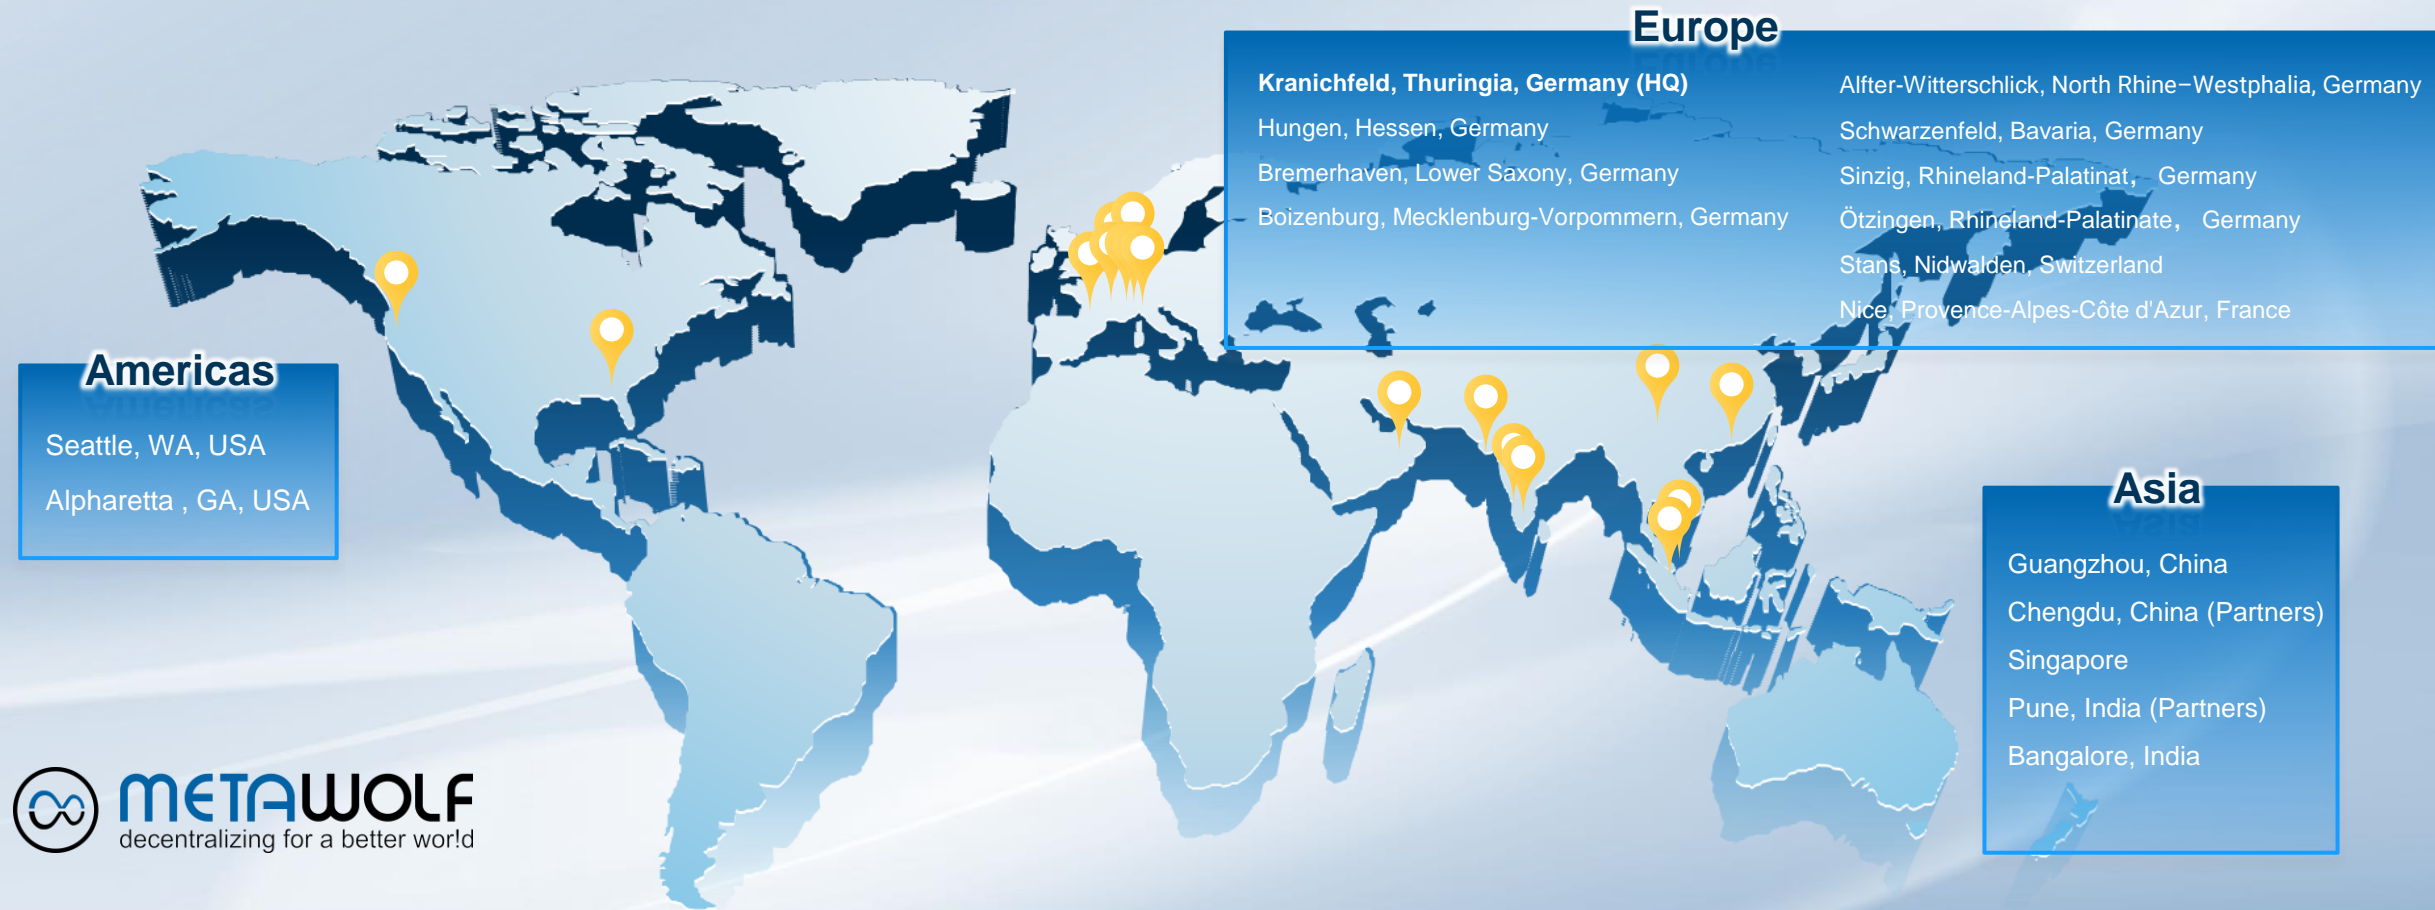 Europe
Kranichfeld, Thuringia, Germany (HQ)
Hungen, Hessen, Germany
Bremerhaven, Lower Saxony, Germany
Boizenburg, Mecklenburg-Vorpommern, Germany
Alfter-Witterschlick, North Rhine–Westphalia, Germany
Schwarzenfeld, Bavaria, Germany
Sinzig, Rhineland-Palatinat， Germany
Ötzingen, Rhineland-Palatinate， Germany
Stans, Nidwalden, Switzerland
Nice, Provence-Alpes-Côte d'Azur, France
Americas
Seattle, WA, USA
Alpharetta , GA, USA
Asia
Guangzhou, China
Chengdu, China (Partners)
Singapore
Pune, India (Partners)
Bangalore, India
METAWOLF
decentralizing for a better wor!d